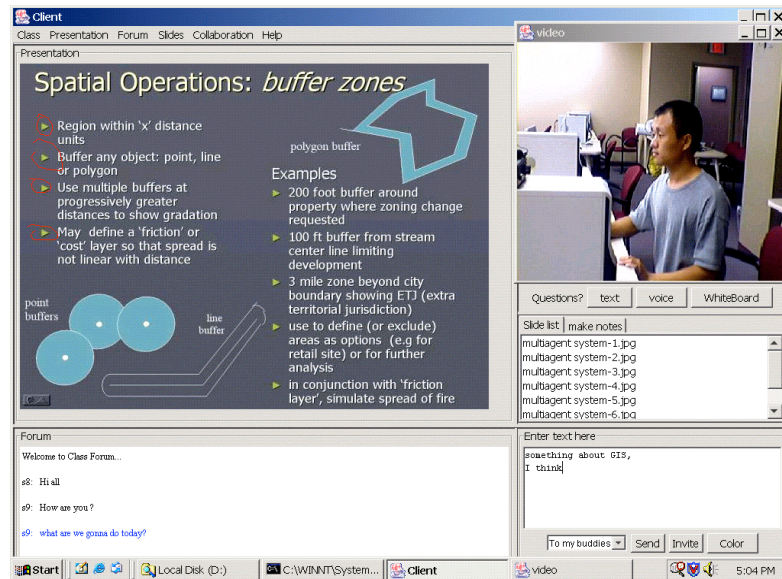 Client
Class Presentation Forum Slides Collaboration Help
Presentation
Spatial Operations: buffer zones
Region within 'x' distance
units
Buffer any object: point, line
or polygon
Use multiple buffers at
progressively greater
distances to show gradation
May define a 'friction' or
'cost' layer so that spread is
not linear with distance
point
buffers
line
buffer
polygon buffer
Examples
200 foot buffer around
property where zoning change
requested
100 ft buffer from stream
center line limiting
development
3 mile zone beyond city
boundary showing ETJ (extra
territorial jurisdiction)
use to define (or exclude)
areas as options (e.g for
retail site) or for further
analysis
in conjunction with 'friction
layer', simulate spread of fire
video
Questions? text voice WhiteBoard
Slide list make notes
multiagent system-1.jpg
multiagent system-2.jpg
multiagent system-3.jpg
multiagent system-4.jpg
multiagent system-5.jpg
multiagent system-6.jpg
Forum
Welcome to Class Forum...
s8: Hi all
s9: How are you ?
s9: what are we gonna do today?
Enter text here
something about GIS,
I think
To my buddies Send Invite Color
Start Local Disk (D:) C:\WINNT\System... Client video 5:04 PM